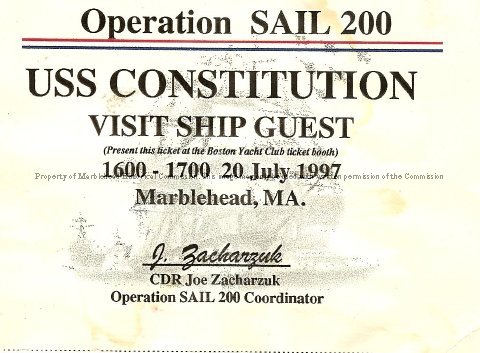 Operation SAIL 200
USS CONSTITUTION
VISIT SHIP GUEST
(Present this ticket at the Boston Yacht Club ticket booth)
1600 - 1700 20 July 1997
Property of Marblehead Historical Commission. permission of the Commission
Marblehead, MA.
J. Zacharzuk
CDR Joe Zacharzuk
Operation SAIL 200 Coordinator